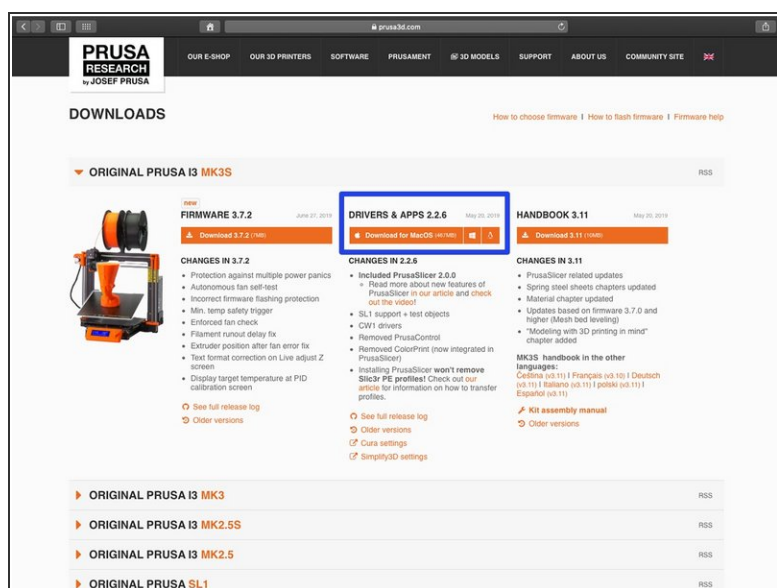 prusa3d.com
PRUSA
RESEARCH
by JOSEF PRUSA
OUR E-SHOP
OUR 3D PRINTERS
SOFTWARE
PRUSAMENT
3D MODELS
SUPPORT
ABOUT US
COMMUNITY SITE
DOWNLOADS
How to choose firmware I How to flash firmware I Firmware help
ORIGINAL PRUSA I3 MK3S
RSS
new
FIRMWARE 3.7.2
June 27, 2019
Download 3.7.2 (7MB)
CHANGES IN 3.7.2
• Protection against multiple power panics
• Autonomous fan self-test
• Incorrect firmware flashing protection
• Min. temp safety trigger
• Enforced fan check
• Filament runout delay fix
• Extruder position after fan error fix
• Text format correction on Live adjust Z
screen
• Display target temperature at PID
calibration screen
See full release log
Older versions
DRIVERS & APPS 2.2.6
May 20, 2019
Download for MacOS (467MB)
CHANGES IN 2.2.6
• Included PrusaSlicer 2.0.0
Read more about new features of
PrusaSlicer in our article and check
out the video!
• SL1 support + test objects
• CW1 drivers
• Removed PrusaControl
• Removed ColorPrint (now integrated in
PrusaSlicer)
• Installing PrusaSlicer won't remove
Slic3r PE profiles! Check out our
article for information on how to transfer
profiles.
See full release log
Older versions
Cura settings
Simplify3D settings
HANDBOOK 3.11
May 20, 2019
Download 3.11 (10MB)
CHANGES IN 3.11
• PrusaSlicer related updates
• Spring steel sheets chapters updated
• Material chapter updated
• Updates based on firmware 3.7.0 and
higher (Mesh bed leveling)
• "Modeling with 3D printing in mind"
chapter added
MK3S handbook in the other
languages:
Čeština (v3.11) I Français (v3.10) I Deutsch
(v3.11) I Italiano (v3.11) I polski (v3.11) I
Español (v3.11)
Kit assembly manual
Older versions
ORIGINAL PRUSA I3 MK3
RSS
ORIGINAL PRUSA I3 MK2.5S
RSS
ORIGINAL PRUSA I3 MK2.5
RSS
ORIGINAL PRUSA SL1
RSS